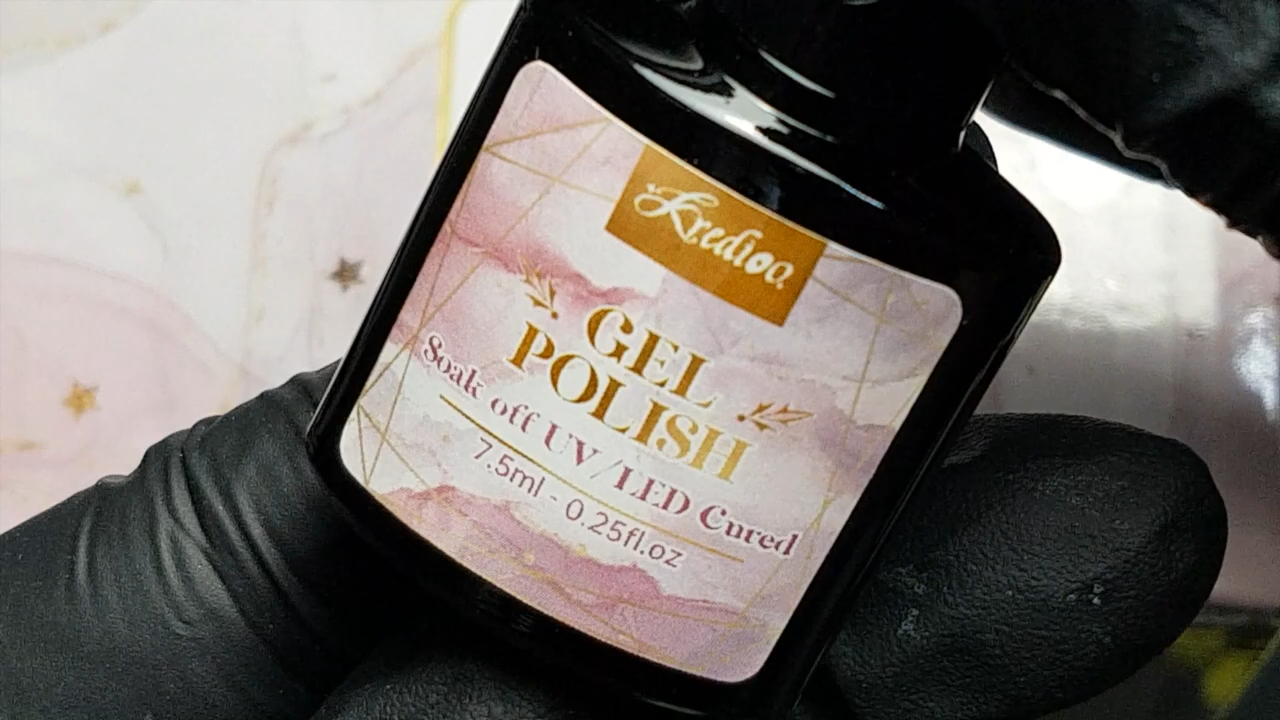 Kredioo
GEL
POLISH
Soak off UV/LED Cured
7.5ml - 0.25fl.oz